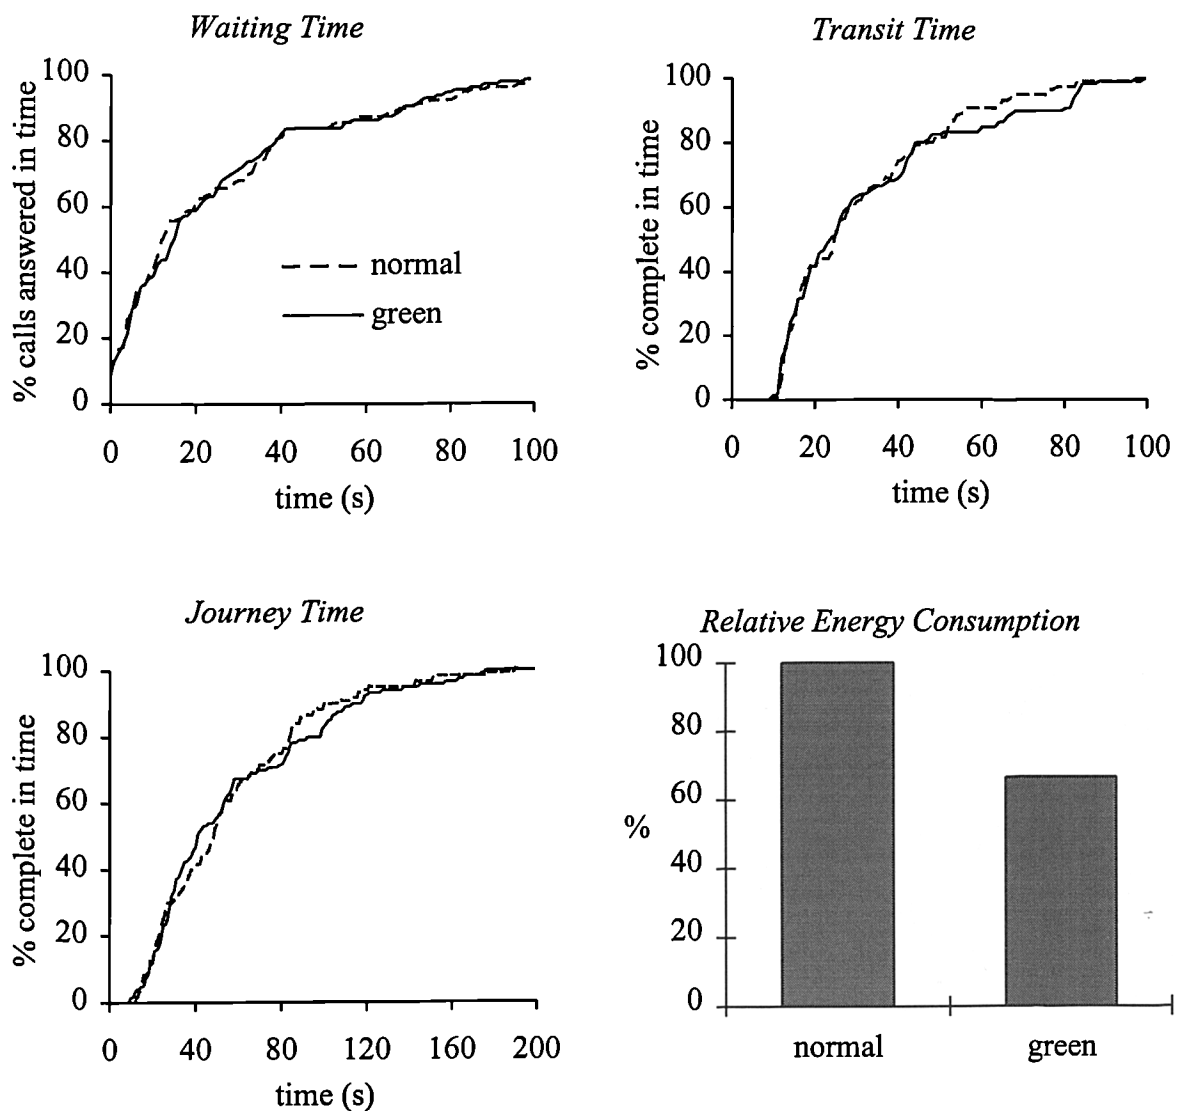 Waiting Time
% calls answered in time
100
80
60
40
20
0
normal
green
0 20 40 60 80 100
time (s)
Transit Time
% complete in time
100
80
60
40
20
0
0 20 40 60 80 100
time (s)
Journey Time
% complete in time
100
80
60
40
20
0
0 40 80 120 160 200
time (s)
Relative Energy Consumption
%
100
80
60
40
20
0
normal green